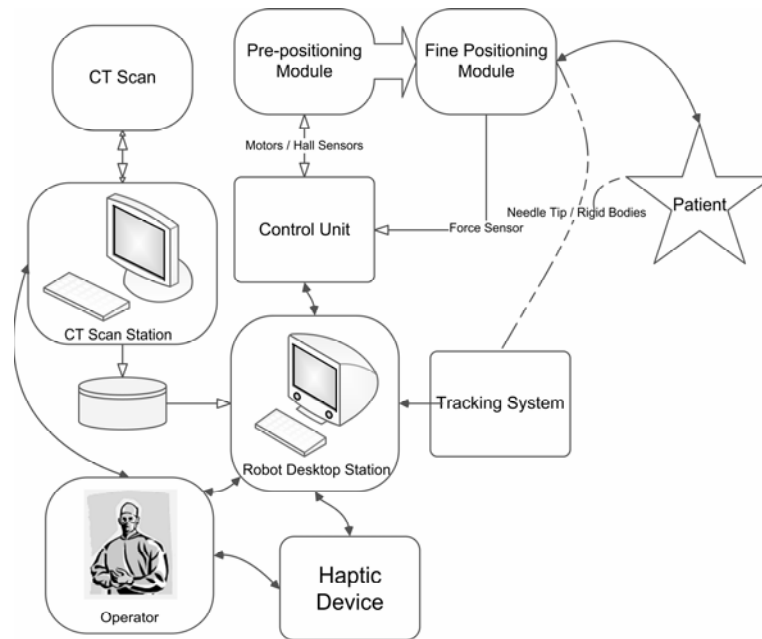 CT Scan
Pre-positioning
Module
Fine Positioning
Module
Motors / Hall Sensors
Control Unit
Force Sensor
Needle Tip / Rigid Bodies
Patient
CT Scan Station
Robot Desktop Station
Tracking System
Operator
Haptic
Device